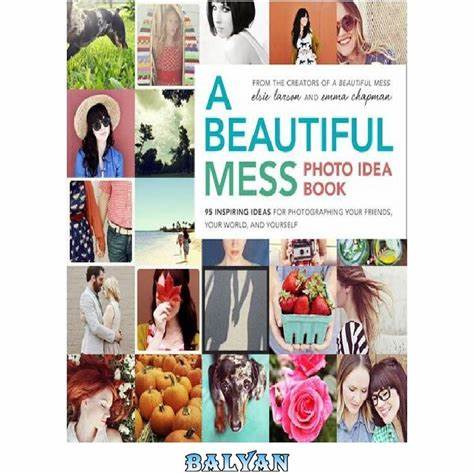 FROM THE CREATORS OF A BEAUTIFUL MESS
elsie larson AND emma chapman
A
BEAUTIFUL
MESS PHOTO IDEA
BOOK
95 INSPIRING IDEAS FOR PHOTOGRAPHING YOUR FRIENDS,
YOUR WORLD, AND YOURSELF
BALYAN